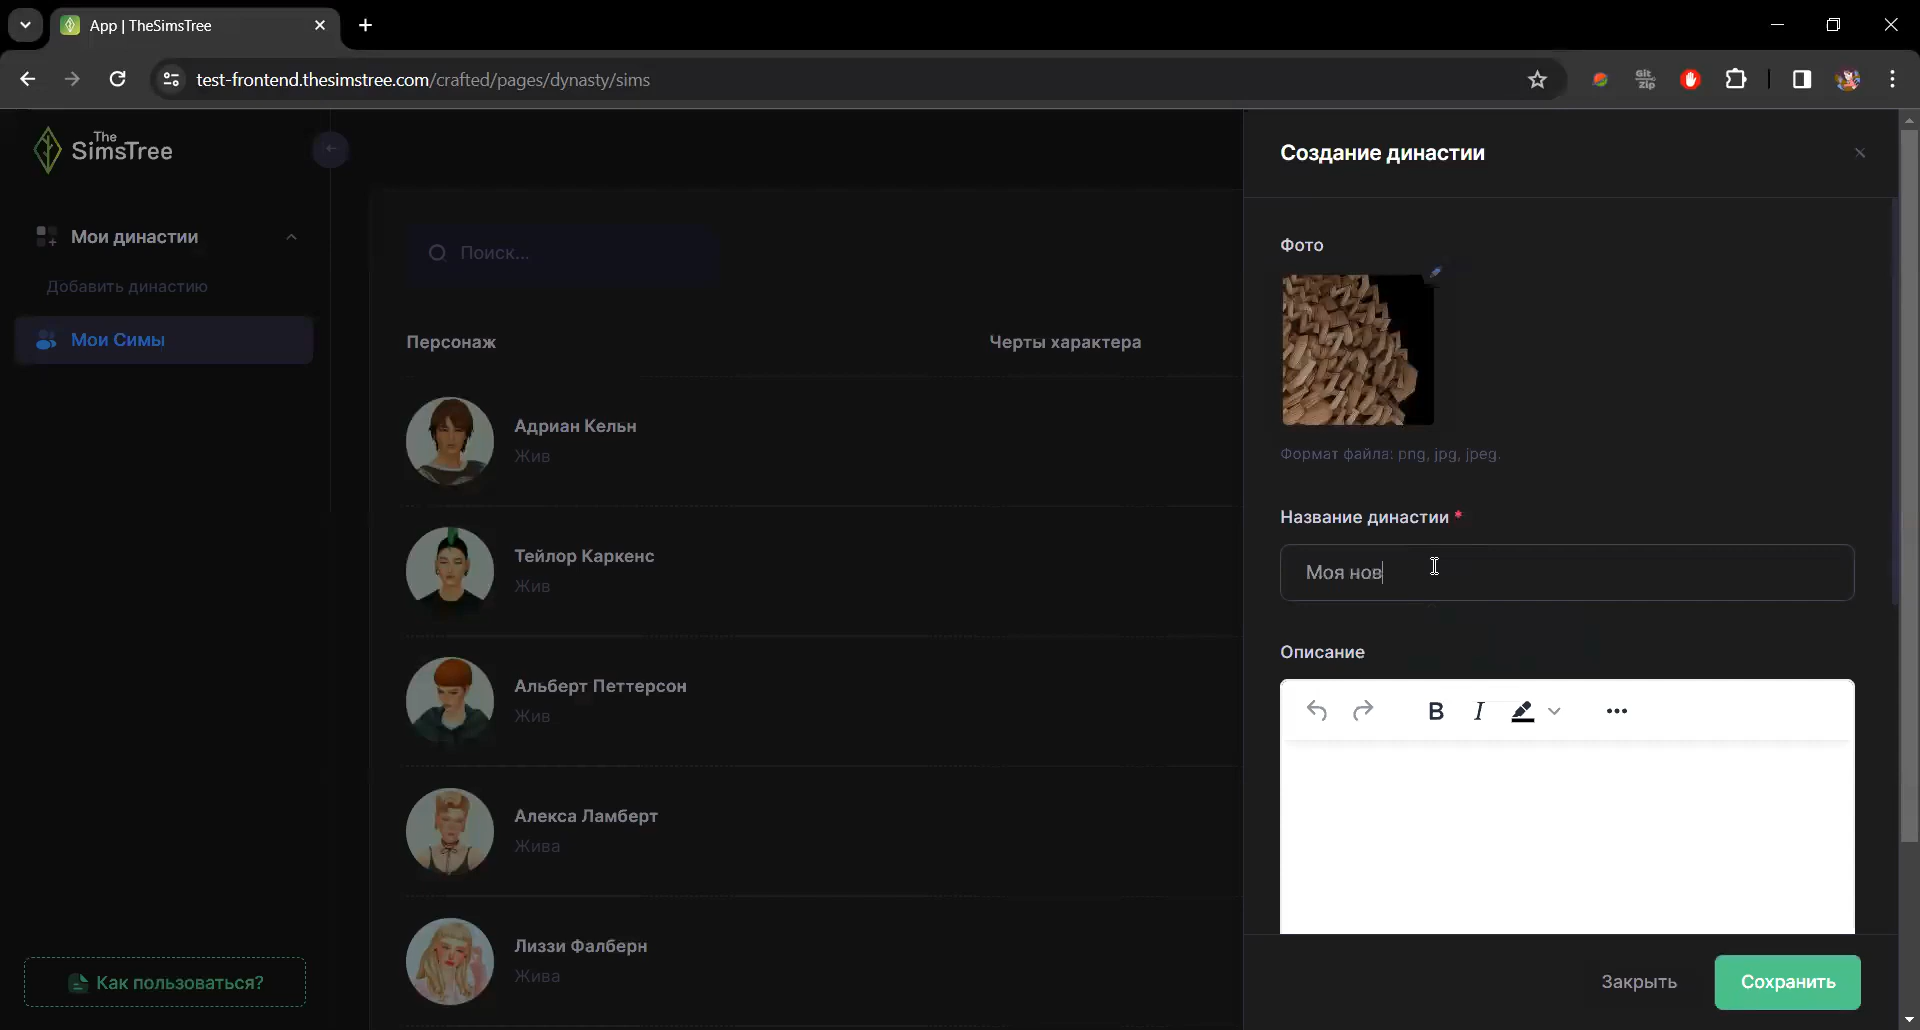 App | TheSimsTree
test-frontend.thesimstree.com/crafted/pages/dynasty/sims
Git
Zip
The
SimsTree
Мои династии
Добавить династию
Мои Симы
Как пользоваться?
Поиск...
Персонаж
Черты характера
Адриан Кельн
Жив
Тейлор Каркенс
Жив
Альберт Петтерсон
Жив
Алекса Ламберт
Жива
Лиззи Фалберн
Жива
Создание династии
Фото
Формат файла: png, jpg, jpeg.
Название династии *
Моя нов
Описание
B I
Закрыть
Сохранить